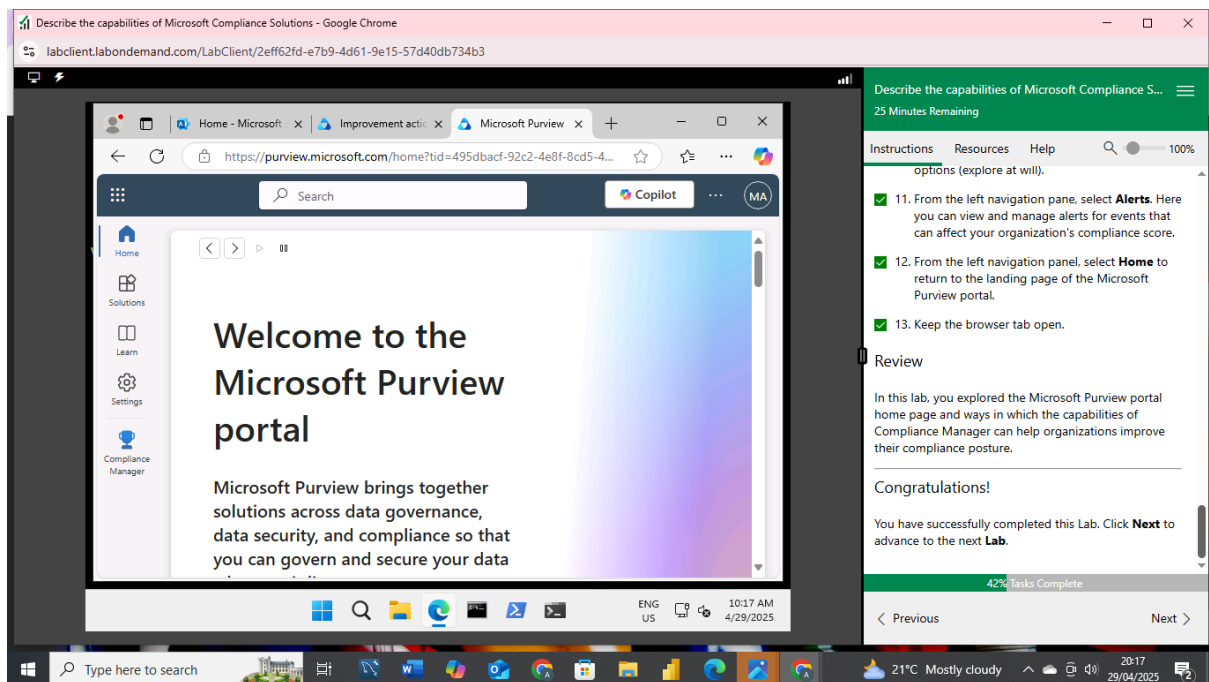 Describe the capabilities of Microsoft Compliance Solutions - Google Chrome
labclient.labondemand.com/LabClient/2eff62fd-e7b9-4d61-9e15-57d40db734b3
Home - Microsoft
Improvement actic
Microsoft Purview
https://purview.microsoft.com/home?tid=495dbacf-92c2-4e8f-8cd5-4...
Search
Copilot
MA
Home
Solutions
Learn
Settings
Compliance
Manager
Welcome to the
Microsoft Purview
portal
Microsoft Purview brings together
solutions across data governance,
data security, and compliance so that
you can govern and secure your data
ENG
US
10:17 AM
4/29/2025
Describe the capabilities of Microsoft Compliance S...
25 Minutes Remaining
Instructions Resources Help 100%
options (explore at will).
11. From the left navigation pane, select Alerts. Here
you can view and manage alerts for events that
can affect your organization's compliance score.
12. From the left navigation panel, select Home to
return to the landing page of the Microsoft
Purview portal.
13. Keep the browser tab open.
Review
In this lab, you explored the Microsoft Purview portal
home page and ways in which the capabilities of
Compliance Manager can help organizations improve
their compliance posture.
Congratulations!
You have successfully completed this Lab. Click Next to
advance to the next Lab.
42% Tasks Complete
< Previous
Next >
Type here to search
21°C Mostly cloudy
20:17
29/04/2025
2